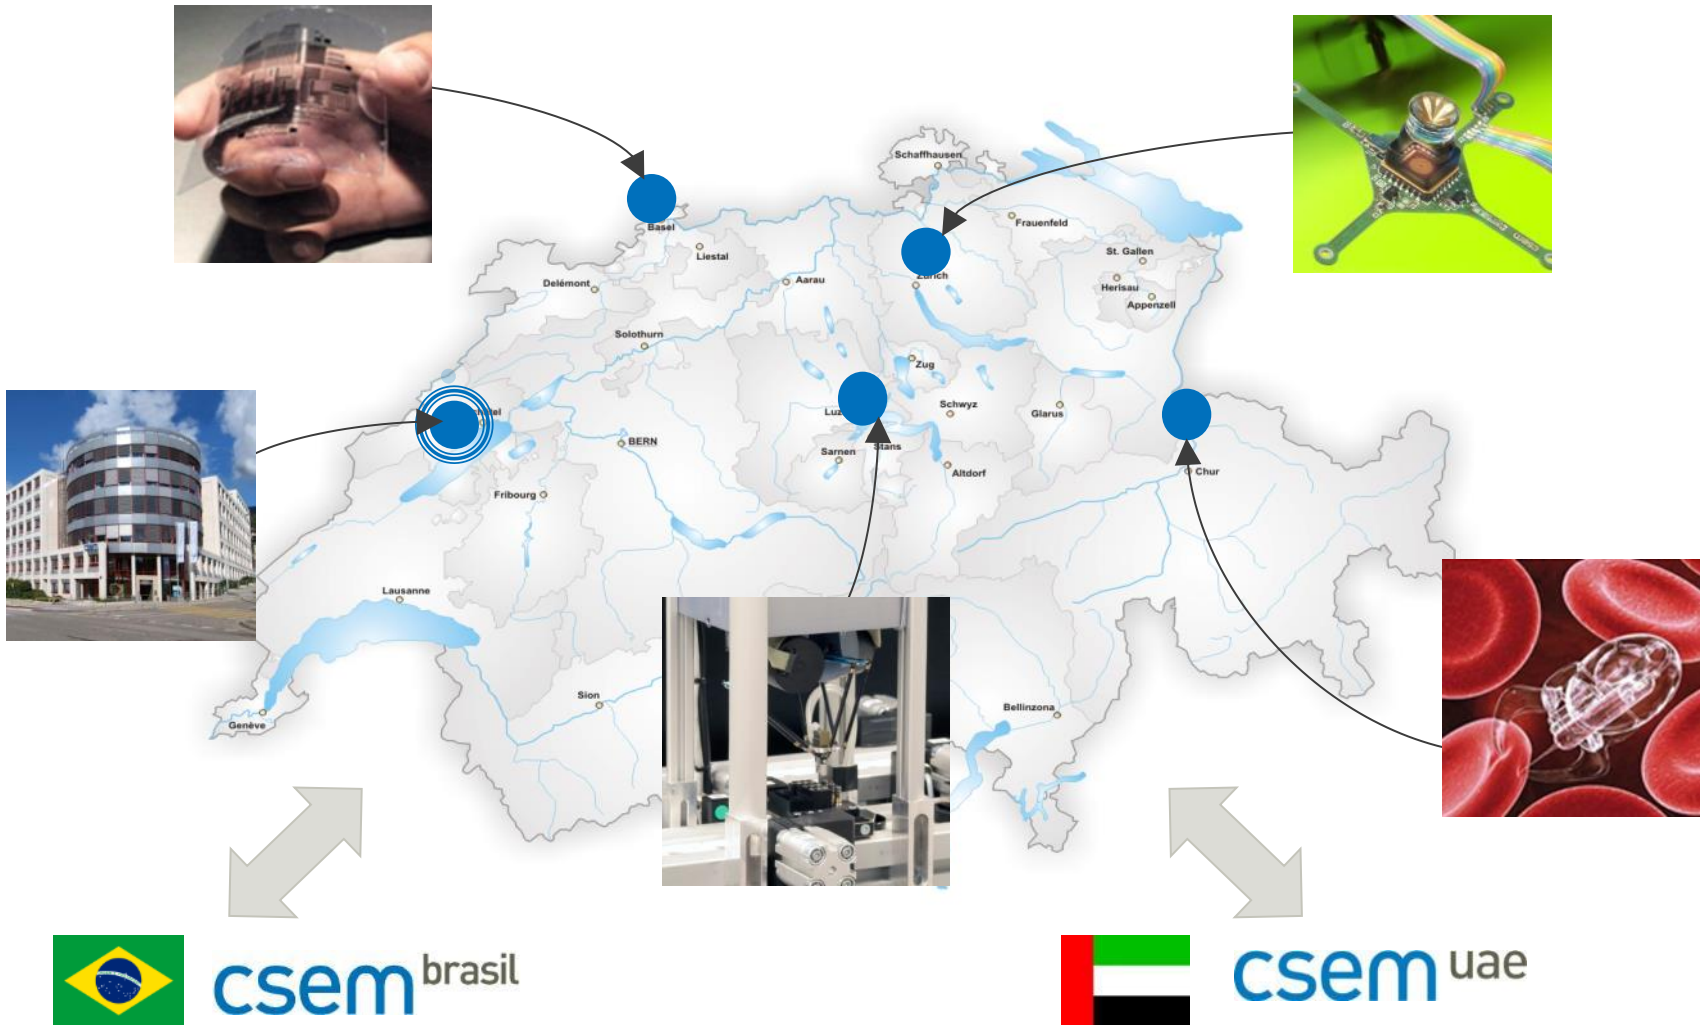 Schaffhausen
Frauenfeld
Basel
Liestal
St. Gallen
Zürich
Herisau
Appenzell
Delémont
Aarau
Solothurn
Zug
Schwyz
Glarus
BERN
Stans
Sarnen
Altdorf
Chur
Fribourg
Lausanne
Sion
Bellinzona
Genève
csem
csem brasil
csem uae